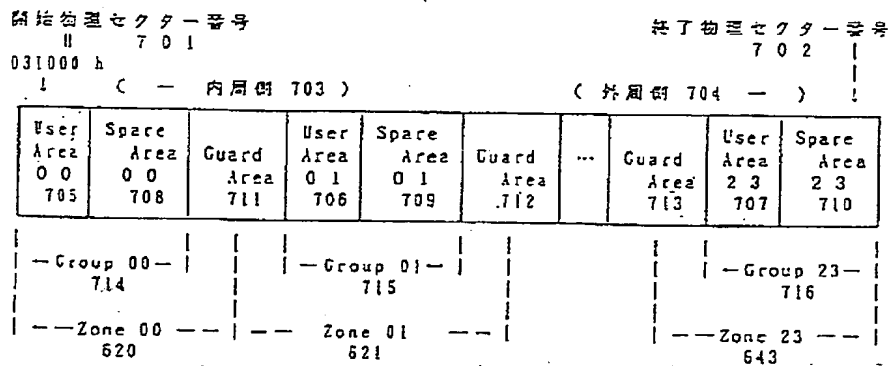 開始物理セクター番号
701
031000 h
( — 内周側 703 )
終了物理セクター番号
702
( 外周側 704 — )
User Area 00 705
Spare Area 00 708
Guard Area 711
User Area 01 706
Spare Area 01 709
Guard Area 712
...
Guard Area 713
User Area 23 707
Spare Area 23 710
Group 00
714
Group 01
715
Group 23
716
Zone 00
620
Zone 01
621
Zone 23
643